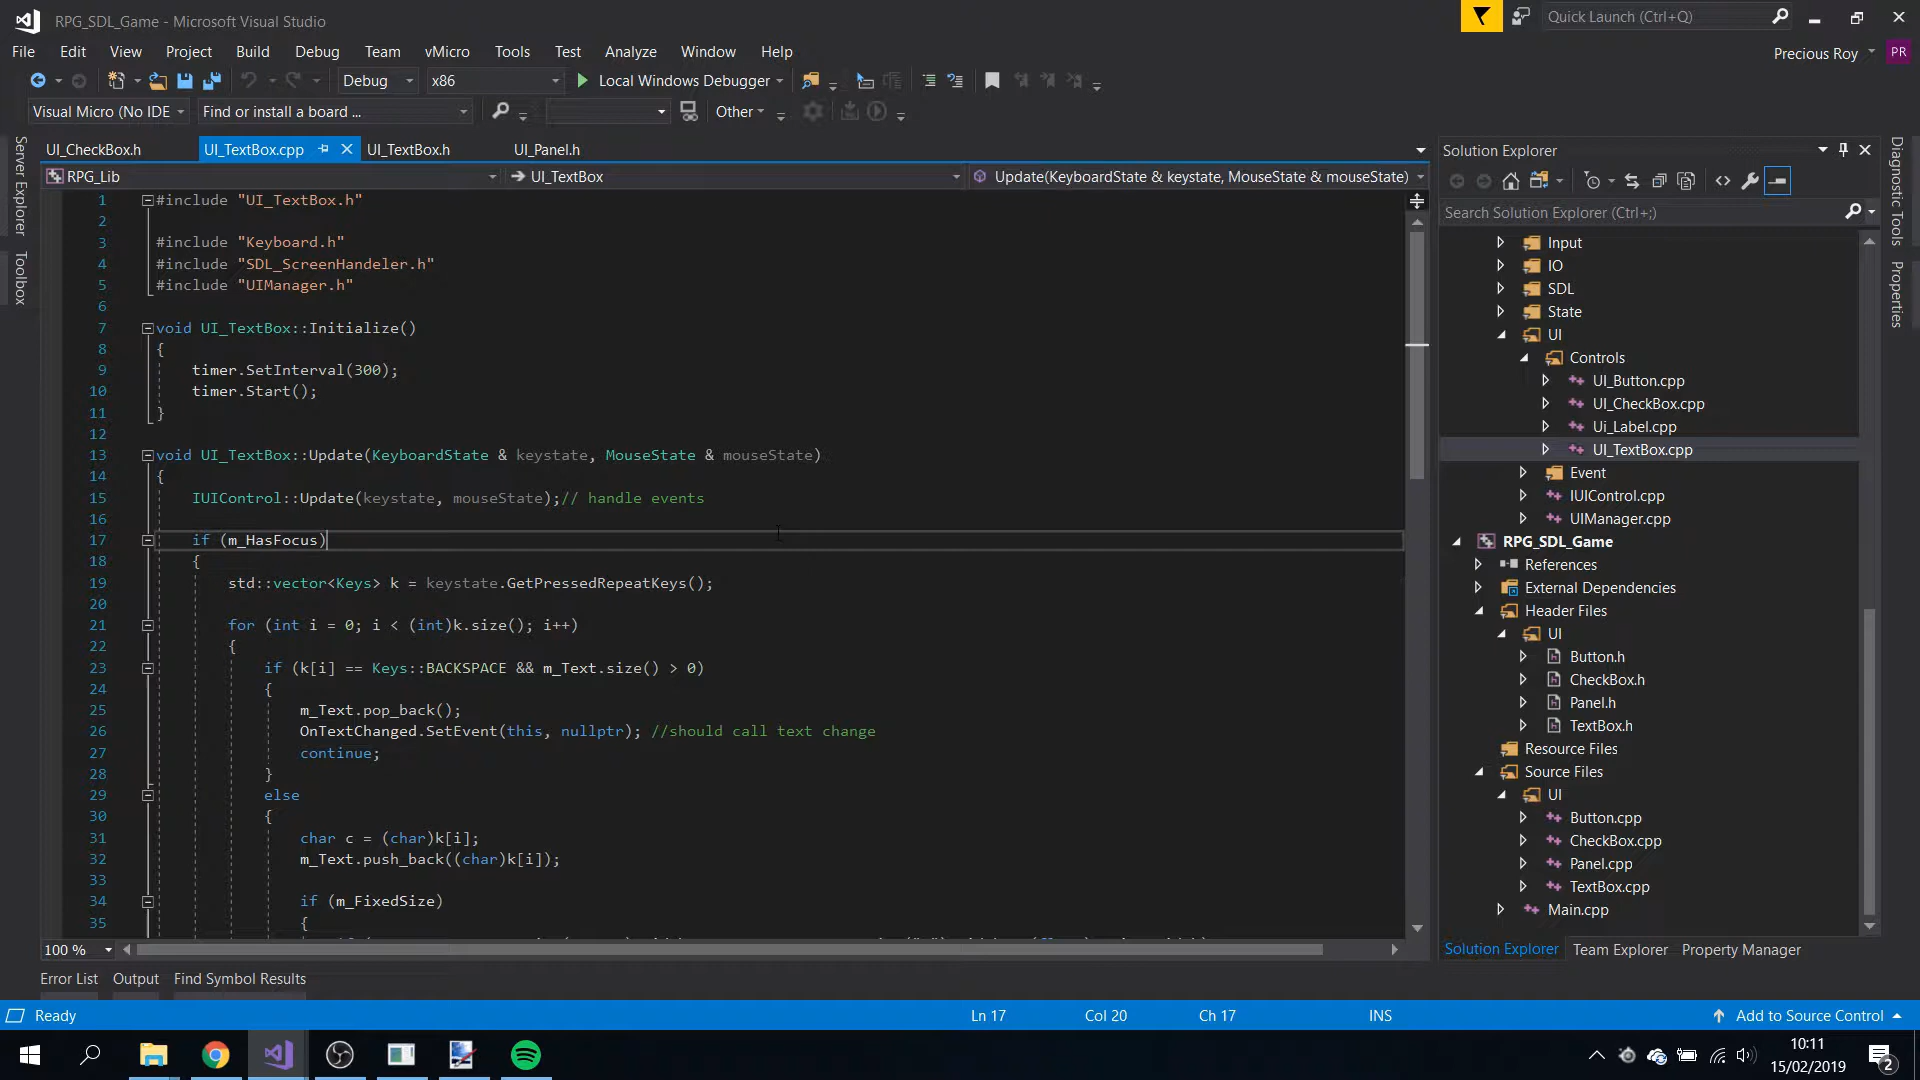 RPG_SDL_Game - Microsoft Visual Studio
Quick Launch (Ctrl+Q)
File Edit View Project Build Debug Team vMicro Tools Test Analyze Window Help
Precious Roy PR
Debug x86 Local Windows Debugger
Visual Micro (No IDE Find or install a board ... Other
Server Explorer
Toolbox
UI_CheckBox.h UI_TextBox.cpp UI_TextBox.h UI_Panel.h
RPG_Lib UI_TextBox Update(KeyboardState & keystate, MouseState & mouseState)
1 #include "UI_TextBox.h"
2
3 #include "Keyboard.h"
4 #include "SDL_ScreenHandeler.h"
5 #include "UIManager.h"
6
7 void UI_TextBox::Initialize()
8 {
9 timer.SetInterval(300);
10 timer.Start();
11 }
12
13 void UI_TextBox::Update(KeyboardState & keystate, MouseState & mouseState)
14 {
15 IUIControl::Update(keystate, mouseState);// handle events
16
17 if (m_HasFocus)
18 {
19 std::vector<Keys> k = keystate.GetPressedRepeatKeys();
20
21 for (int i = 0; i < (int)k.size(); i++)
22 {
23 if (k[i] == Keys::BACKSPACE && m_Text.size() > 0)
24 {
25 m_Text.pop_back();
26 OnTextChanged.SetEvent(this, nullptr); //should call text change
27 continue;
28 }
29 else
30 {
31 char c = (char)k[i];
32 m_Text.push_back((char)k[i]);
33
34 if (m_FixedSize)
35 {
100 %
Solution Explorer
Search Solution Explorer (Ctrl+;)
Input
IO
SDL
State
UI
Controls
UI_Button.cpp
UI_CheckBox.cpp
Ui_Label.cpp
UI_TextBox.cpp
Event
IUIControl.cpp
UIManager.cpp
RPG_SDL_Game
References
External Dependencies
Header Files
UI
Button.h
CheckBox.h
Panel.h
TextBox.h
Resource Files
Source Files
UI
Button.cpp
CheckBox.cpp
Panel.cpp
TextBox.cpp
Main.cpp
Solution Explorer Team Explorer Property Manager
Diagnostic Tools
Properties
Error List Output Find Symbol Results
Ready Ln 17 Col 20 Ch 17 INS Add to Source Control
10:11
15/02/2019
2